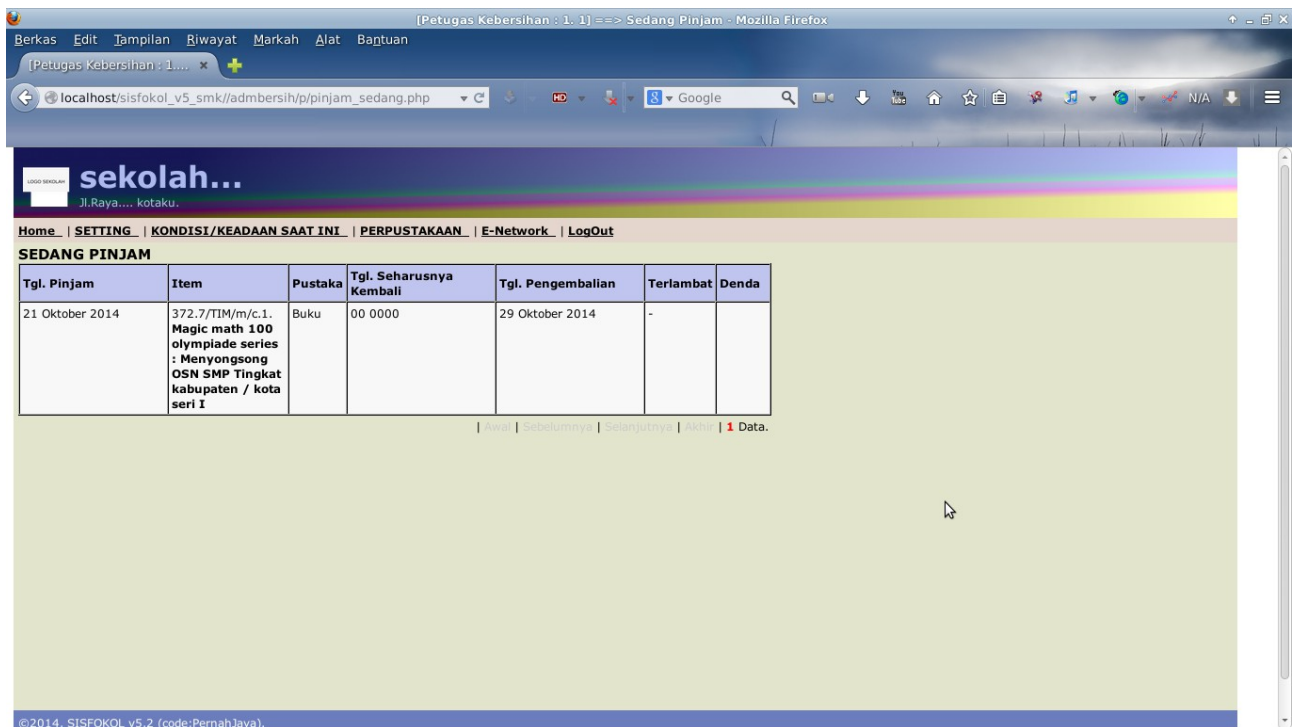 [Petugas Kebersihan : 1. 1] ==> Sedang Pinjam - Mozilla Firefox
Berkas Edit Tampilan Riwayat Markah Alat Bantuan
[Petugas Kebersihan : 1....
localhost/sisfokol_v5_smk//admbersih/p/pinjam_sedang.php
HD
Google
You Tube
N/A
LOGO SEKOLAH
sekolah...
Jl.Raya.... kotaku.
Home | SETTING | KONDISI/KEADAAN SAAT INI | PERPUSTAKAAN | E-Network | LogOut
SEDANG PINJAM
Tgl. Pinjam Item Pustaka Tgl. Seharusnya Kembali Tgl. Pengembalian Terlambat Denda
21 Oktober 2014
372.7/TIM/m/c.1.
Magic math 100
olympiade series
: Menyongsong
OSN SMP Tingkat
kabupaten / kota
seri I
Buku
00 0000
29 Oktober 2014
-
| Awal | Sebelumnya | Selanjutnya | Akhir | 1 Data.
©2014. SISFOKOL v5.2 (code:PernahJaya).